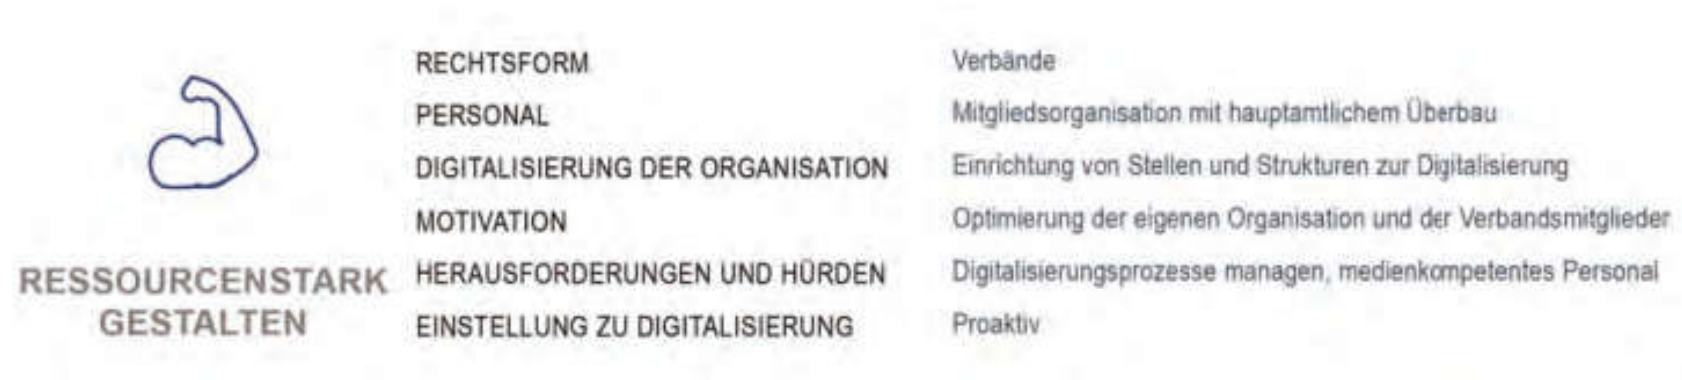 RECHTSFORM Verbände
PERSONAL Mitgliedsorganisation mit hauptamtlichem Überbau
DIGITALISIERUNG DER ORGANISATION Einrichtung von Stellen und Strukturen zur Digitalisierung
MOTIVATION Optimierung der eigenen Organisation und der Verbandsmitglieder
RESSOURCENSTARK
GESTALTEN
HERAUSFORDERUNGEN UND HÜRDEN Digitalisierungsprozesse managen, medienkompetentes Personal
EINSTELLUNG ZU DIGITALISIERUNG Proaktiv